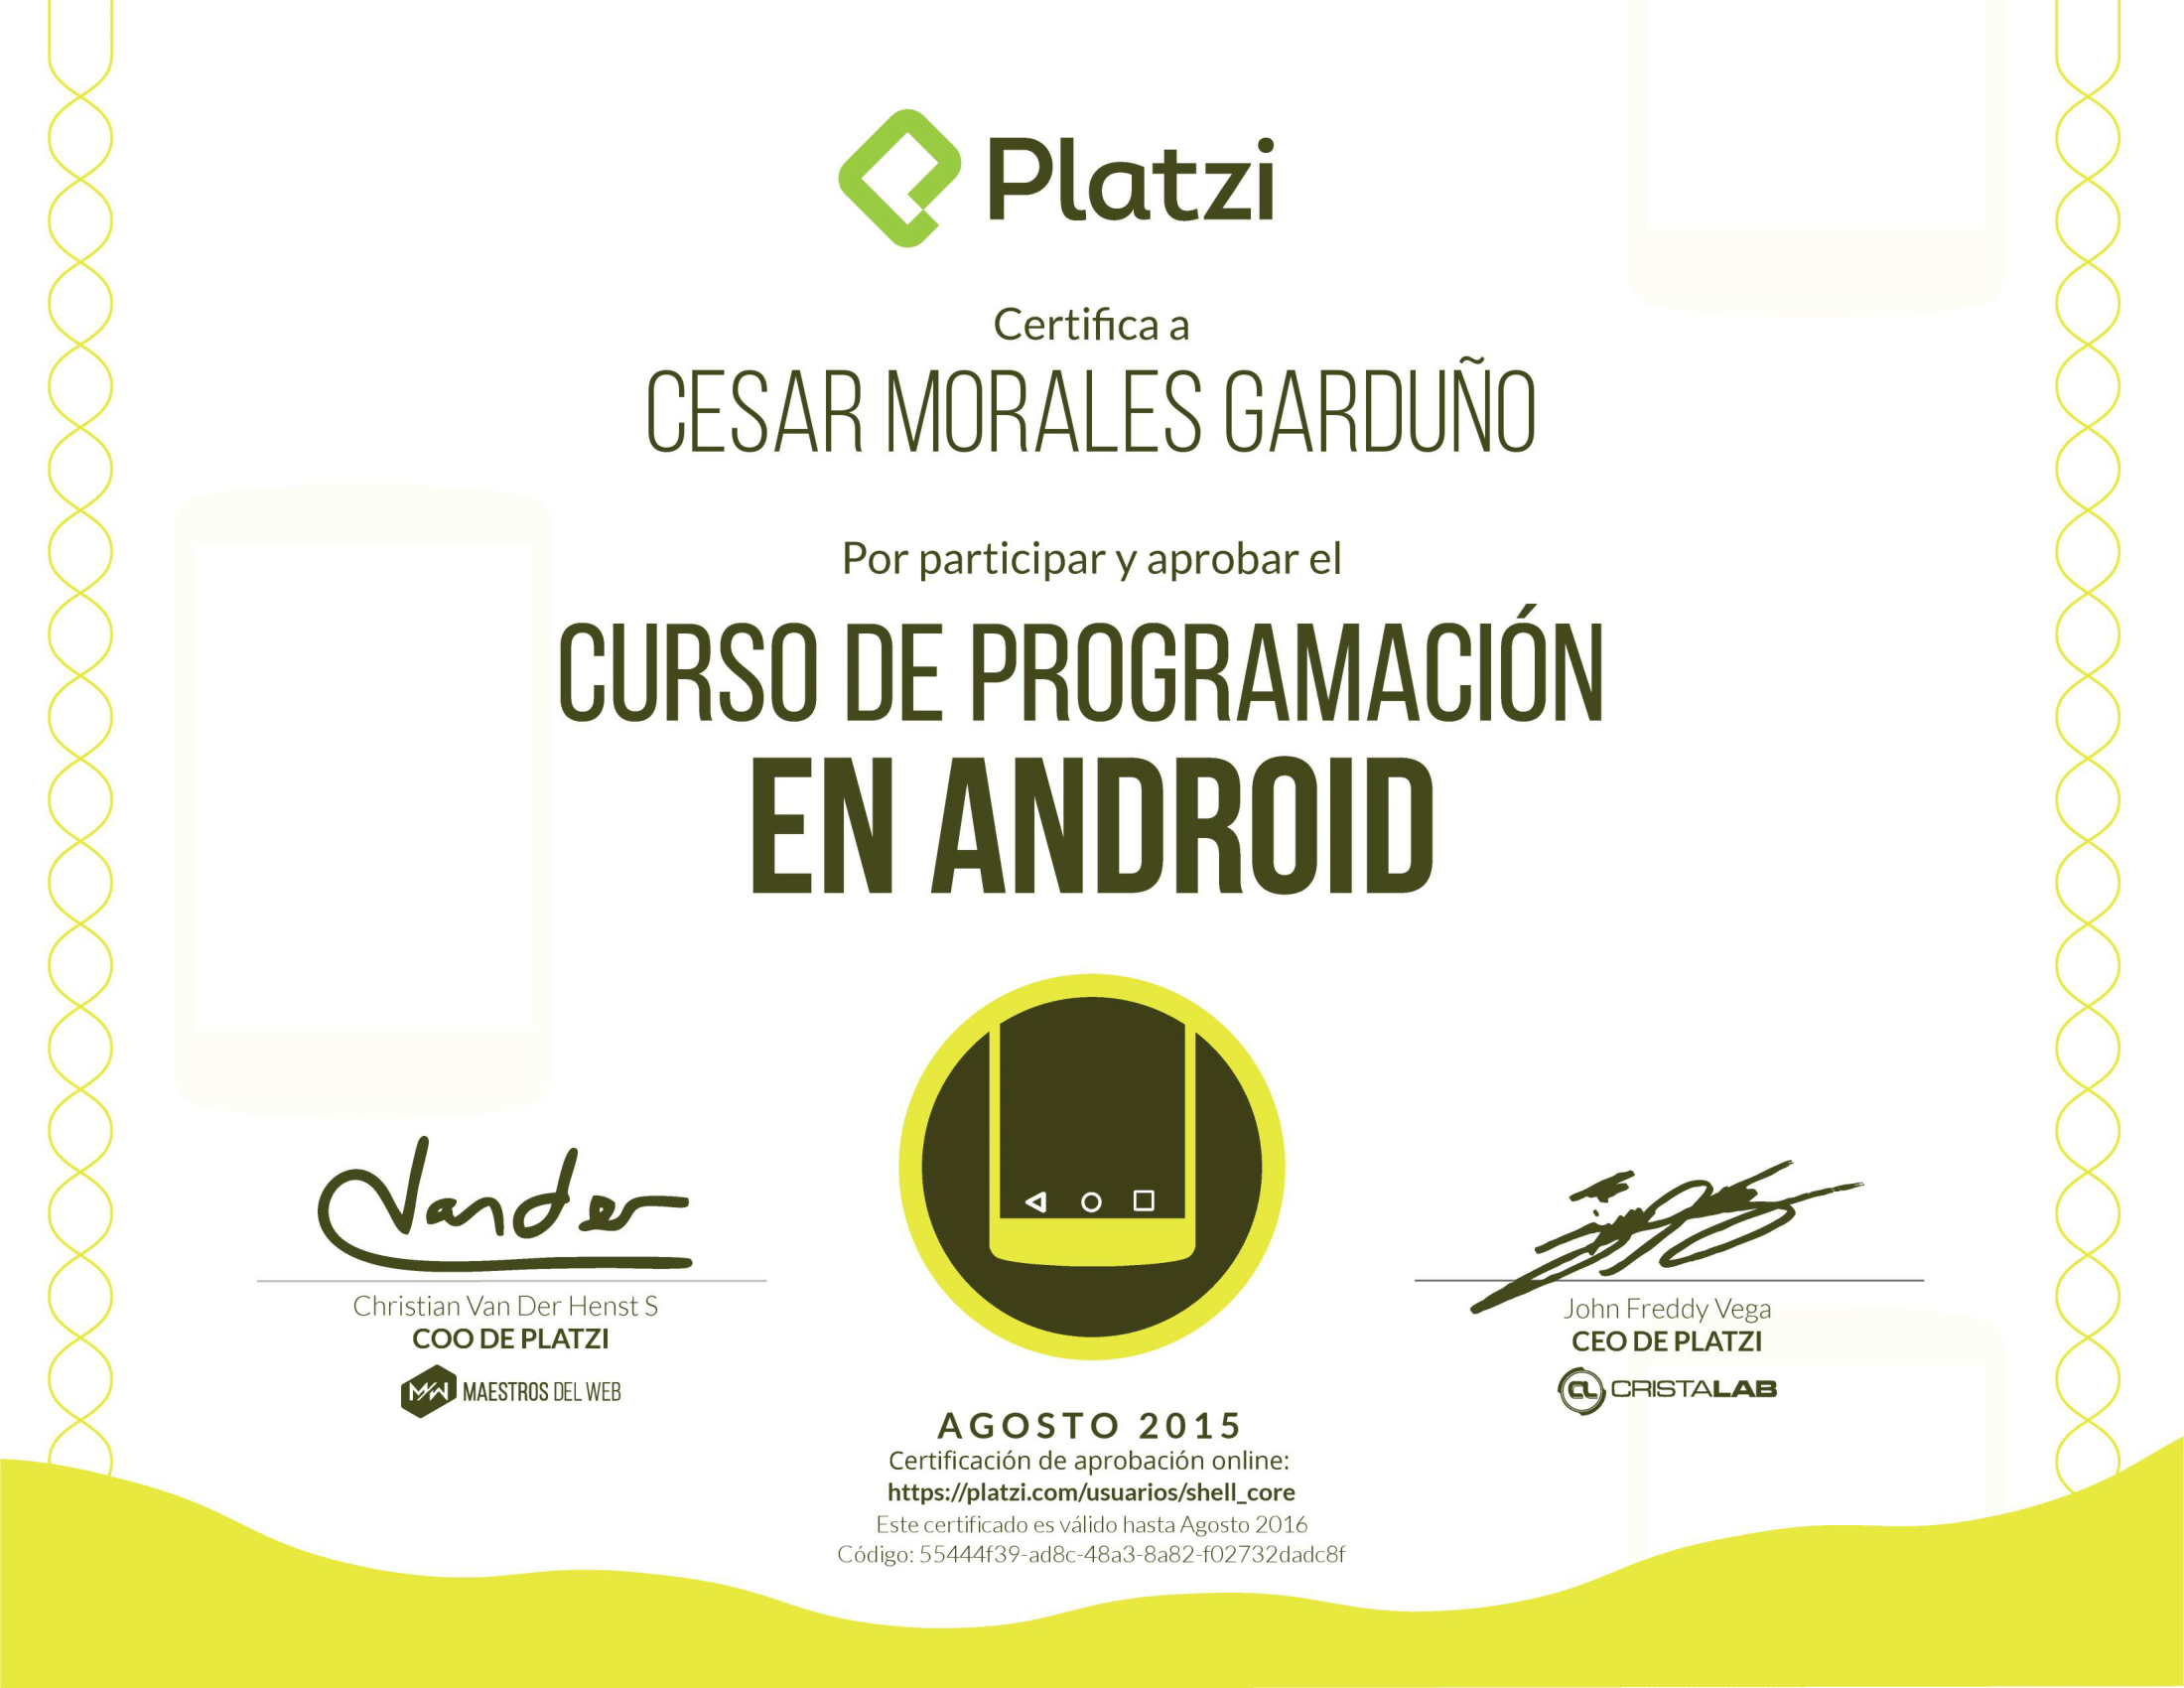 Platzi
Certifica a
CESAR MORALES GARDUÑO
Por participar y aprobar el
CURSO DE PROGRAMACIÓN
EN ANDROID
Vander
Christian Van Der Henst S
COO DE PLATZI
MW MAESTROS DEL WEB
John Freddy Vega
CEO DE PLATZI
CL CRISTALAB
AGOSTO 2015
Certificación de aprobación online:
https://platzi.com/usuarios/shell_core
Este certificado es válido hasta Agosto 2016
Código: 55444f39-ad8c-48a3-8a82-f02732dadc8f